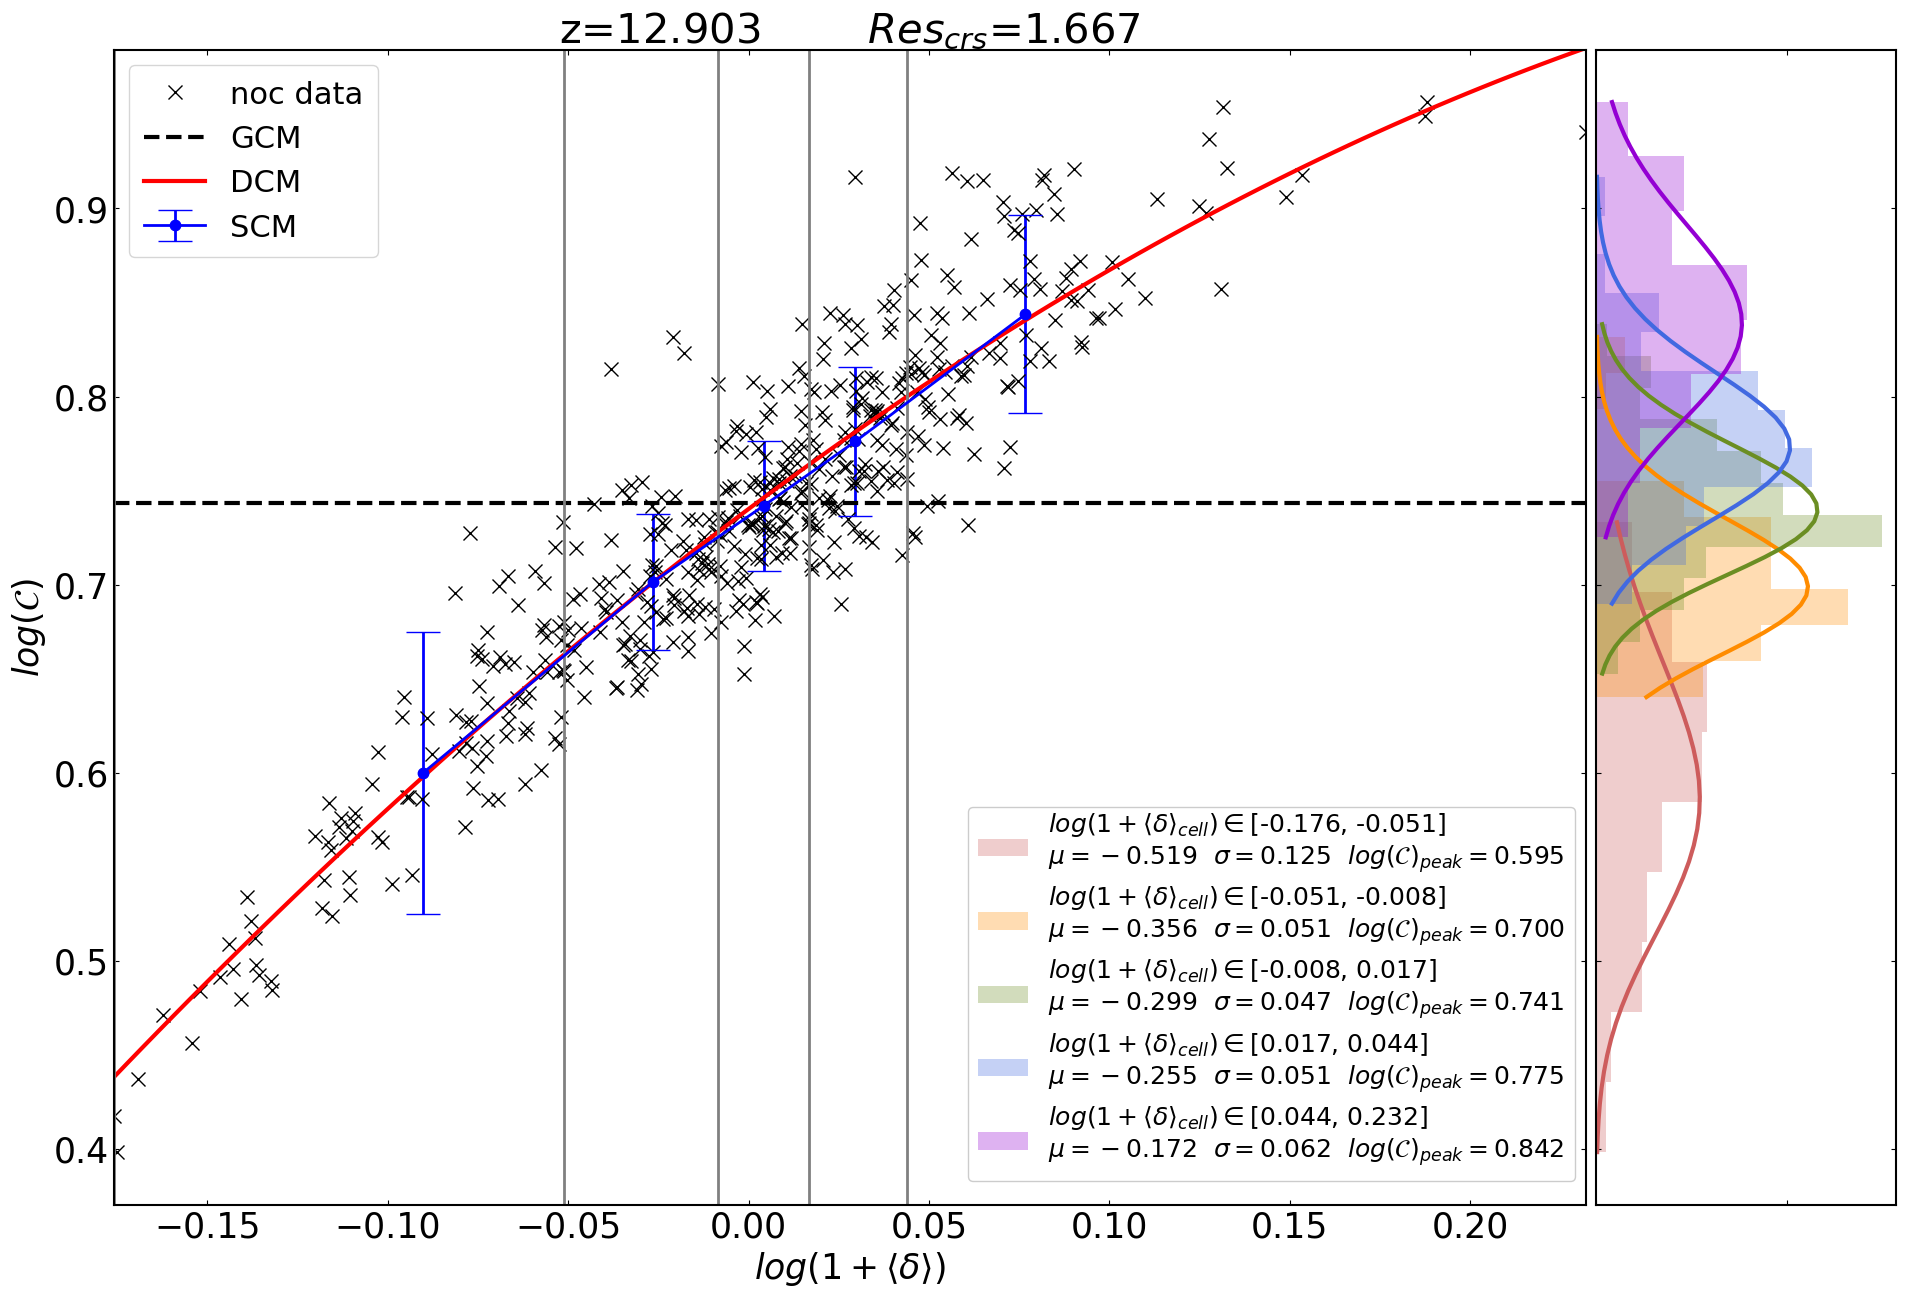 z=12.903 Res_crs=1.667
noc data
GCM
DCM
SCM
log(𝒞)
0.9
0.8
0.7
0.6
0.5
0.4
log(1 + ⟨δ⟩_cell) ∈ [-0.176, -0.051]
μ = −0.519 σ = 0.125 log(𝒞)_peak = 0.595
log(1 + ⟨δ⟩_cell) ∈ [-0.051, -0.008]
μ = −0.356 σ = 0.051 log(𝒞)_peak = 0.700
log(1 + ⟨δ⟩_cell) ∈ [-0.008, 0.017]
μ = −0.299 σ = 0.047 log(𝒞)_peak = 0.741
log(1 + ⟨δ⟩_cell) ∈ [0.017, 0.044]
μ = −0.255 σ = 0.051 log(𝒞)_peak = 0.775
log(1 + ⟨δ⟩_cell) ∈ [0.044, 0.232]
μ = −0.172 σ = 0.062 log(𝒞)_peak = 0.842
−0.15 −0.10 −0.05 0.00 0.05 0.10 0.15 0.20
log(1 + ⟨δ⟩)